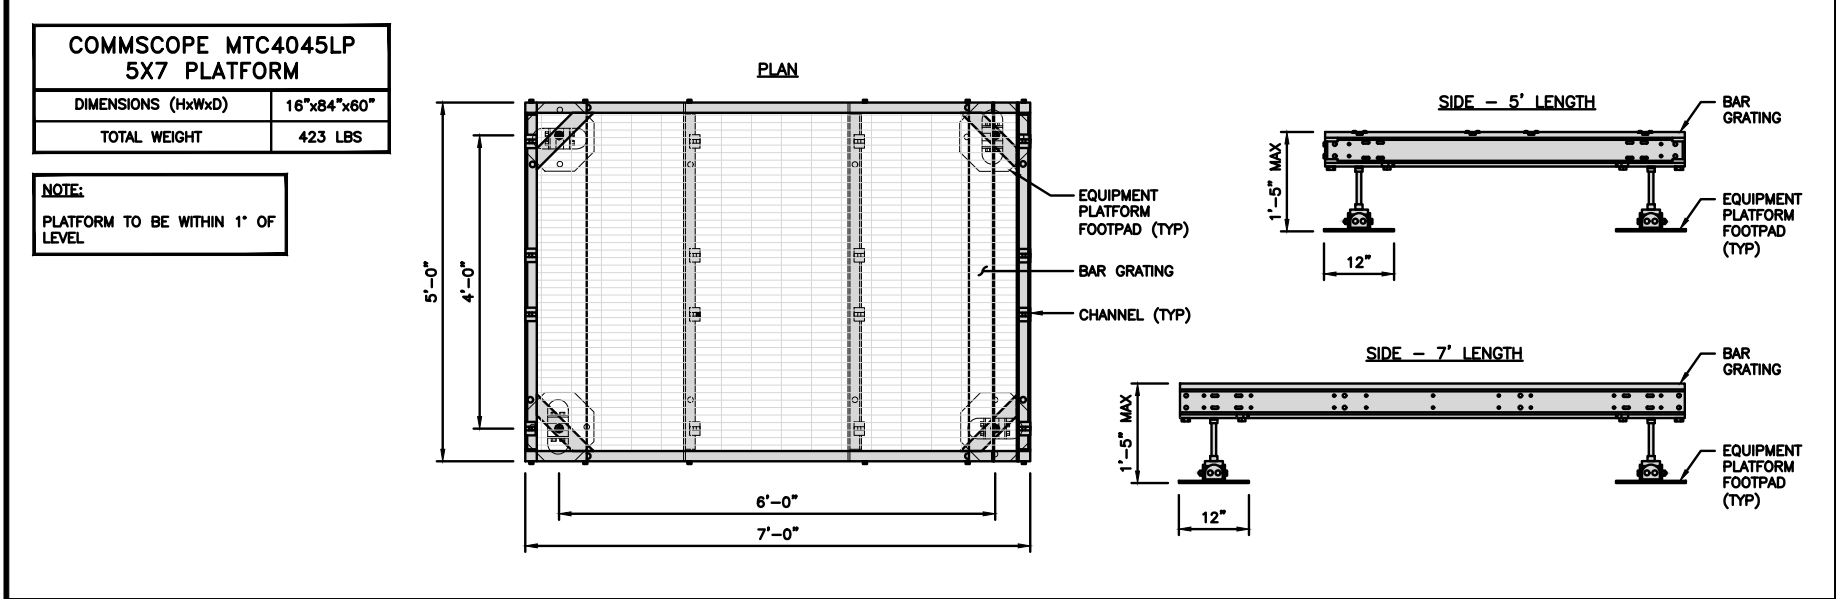 COMMSCOPE MTC4045LP
5X7 PLATFORM
DIMENSIONS (HxWxD) 16"x84"x60"
TOTAL WEIGHT 423 LBS
NOTE:
PLATFORM TO BE WITHIN 1° OF
LEVEL
PLAN
5'-0"
4'-0"
6'-0"
7'-0"
EQUIPMENT
PLATFORM
FOOTPAD (TYP)
BAR GRATING
CHANNEL (TYP)
SIDE - 5' LENGTH
BAR
GRATING
1'-5" MAX
EQUIPMENT
PLATFORM
FOOTPAD
(TYP)
12"
SIDE - 7' LENGTH
BAR
GRATING
1'-5" MAX
EQUIPMENT
PLATFORM
FOOTPAD
(TYP)
12"